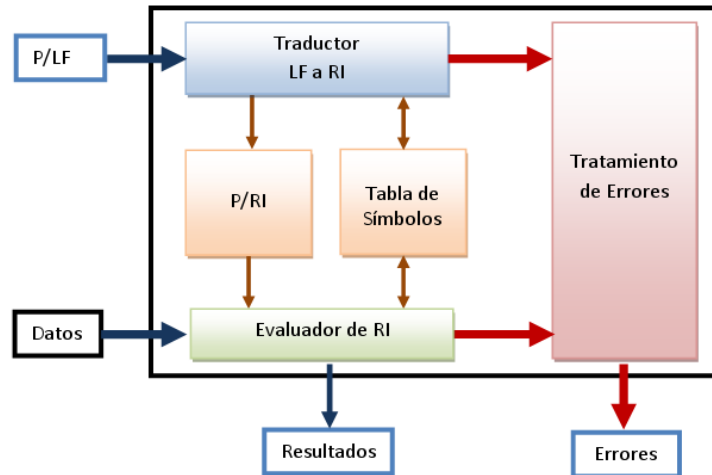 P/LF
Traductor
LF a RI
P/RI
Tabla de
Símbolos
Tratamiento
de Errores
Datos
Evaluador de RI
Resultados
Errores